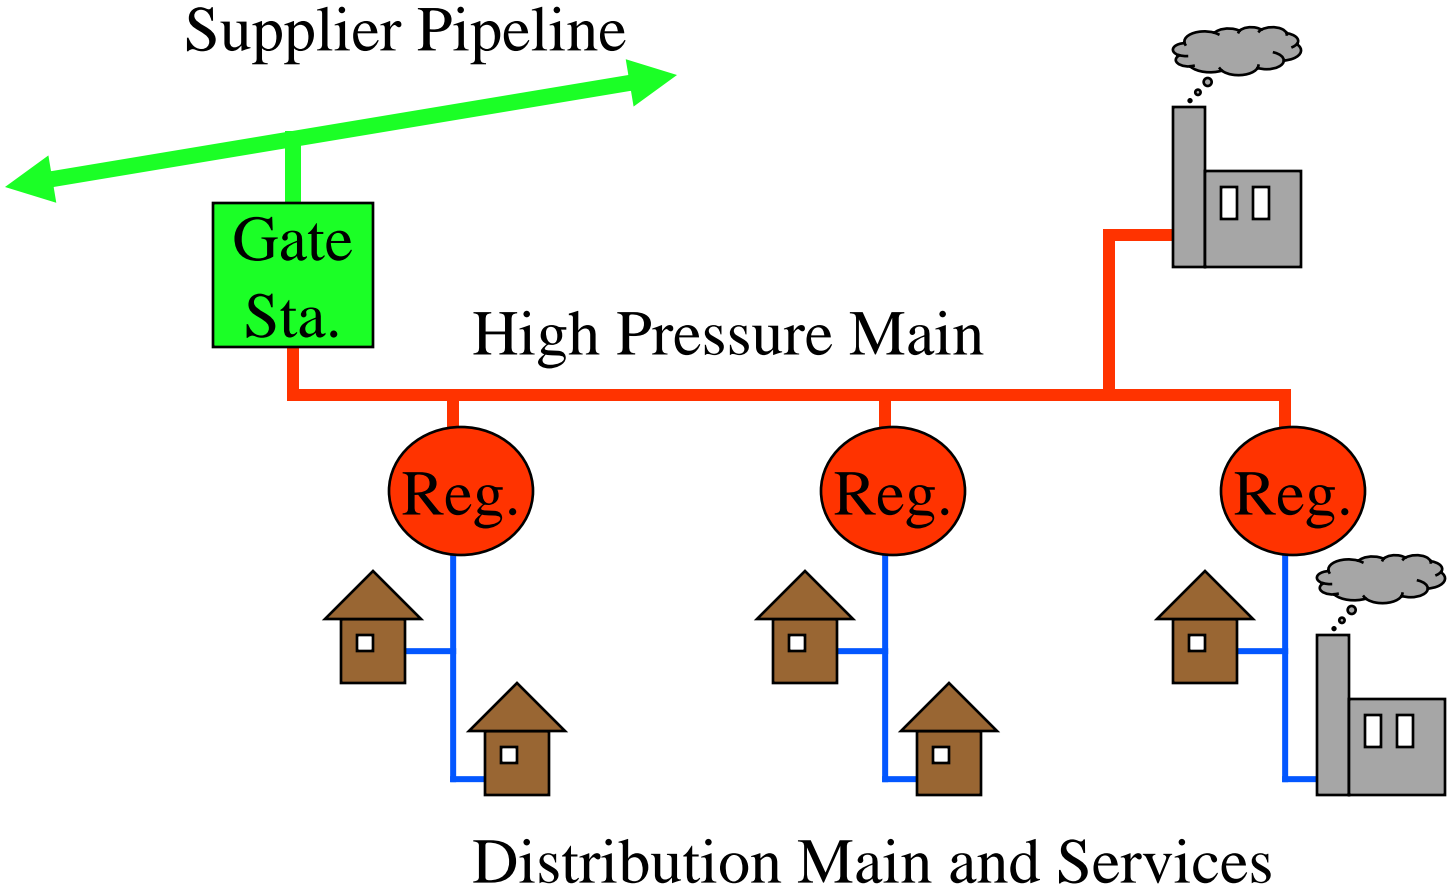 Supplier Pipeline
Gate
Sta.
High Pressure Main
Reg.
Reg.
Reg.
Distribution Main and Services